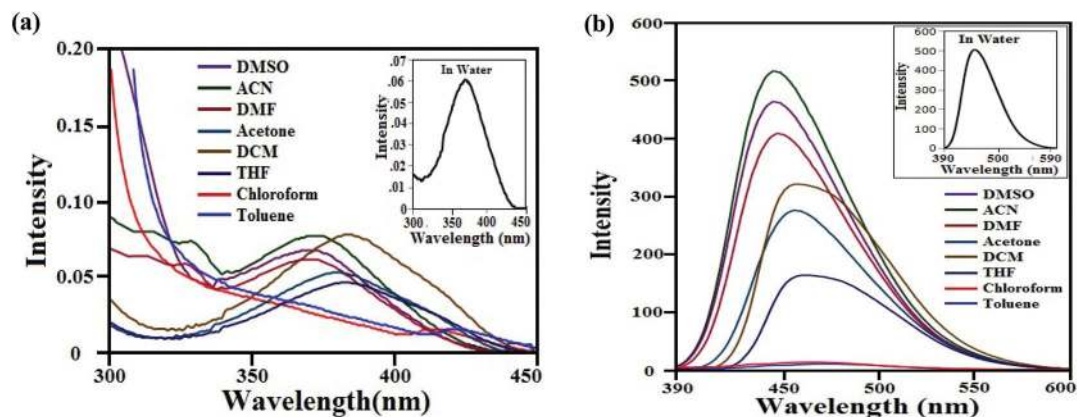 (a)
0.20
0.15
0.10
0.05
0
Intensity
300
350
400
450
Wavelength(nm)
DMSO
ACN
DMF
Acetone
DCM
THF
Chloroform
Toluene
In Water
.07
.06
.05
.04
.03
.02
.01
0
Intensity
300
350
400
450
Wavelength (nm)
(b)
600
500
400
300
200
100
0
Intensity
390
450
500
550
600
Wavelength (nm)
In Water
600
500
400
300
200
100
0
Intensity
390
500
590
Wavelength (nm)
DMSO
ACN
DMF
Acetone
DCM
THF
Chloroform
Toluene